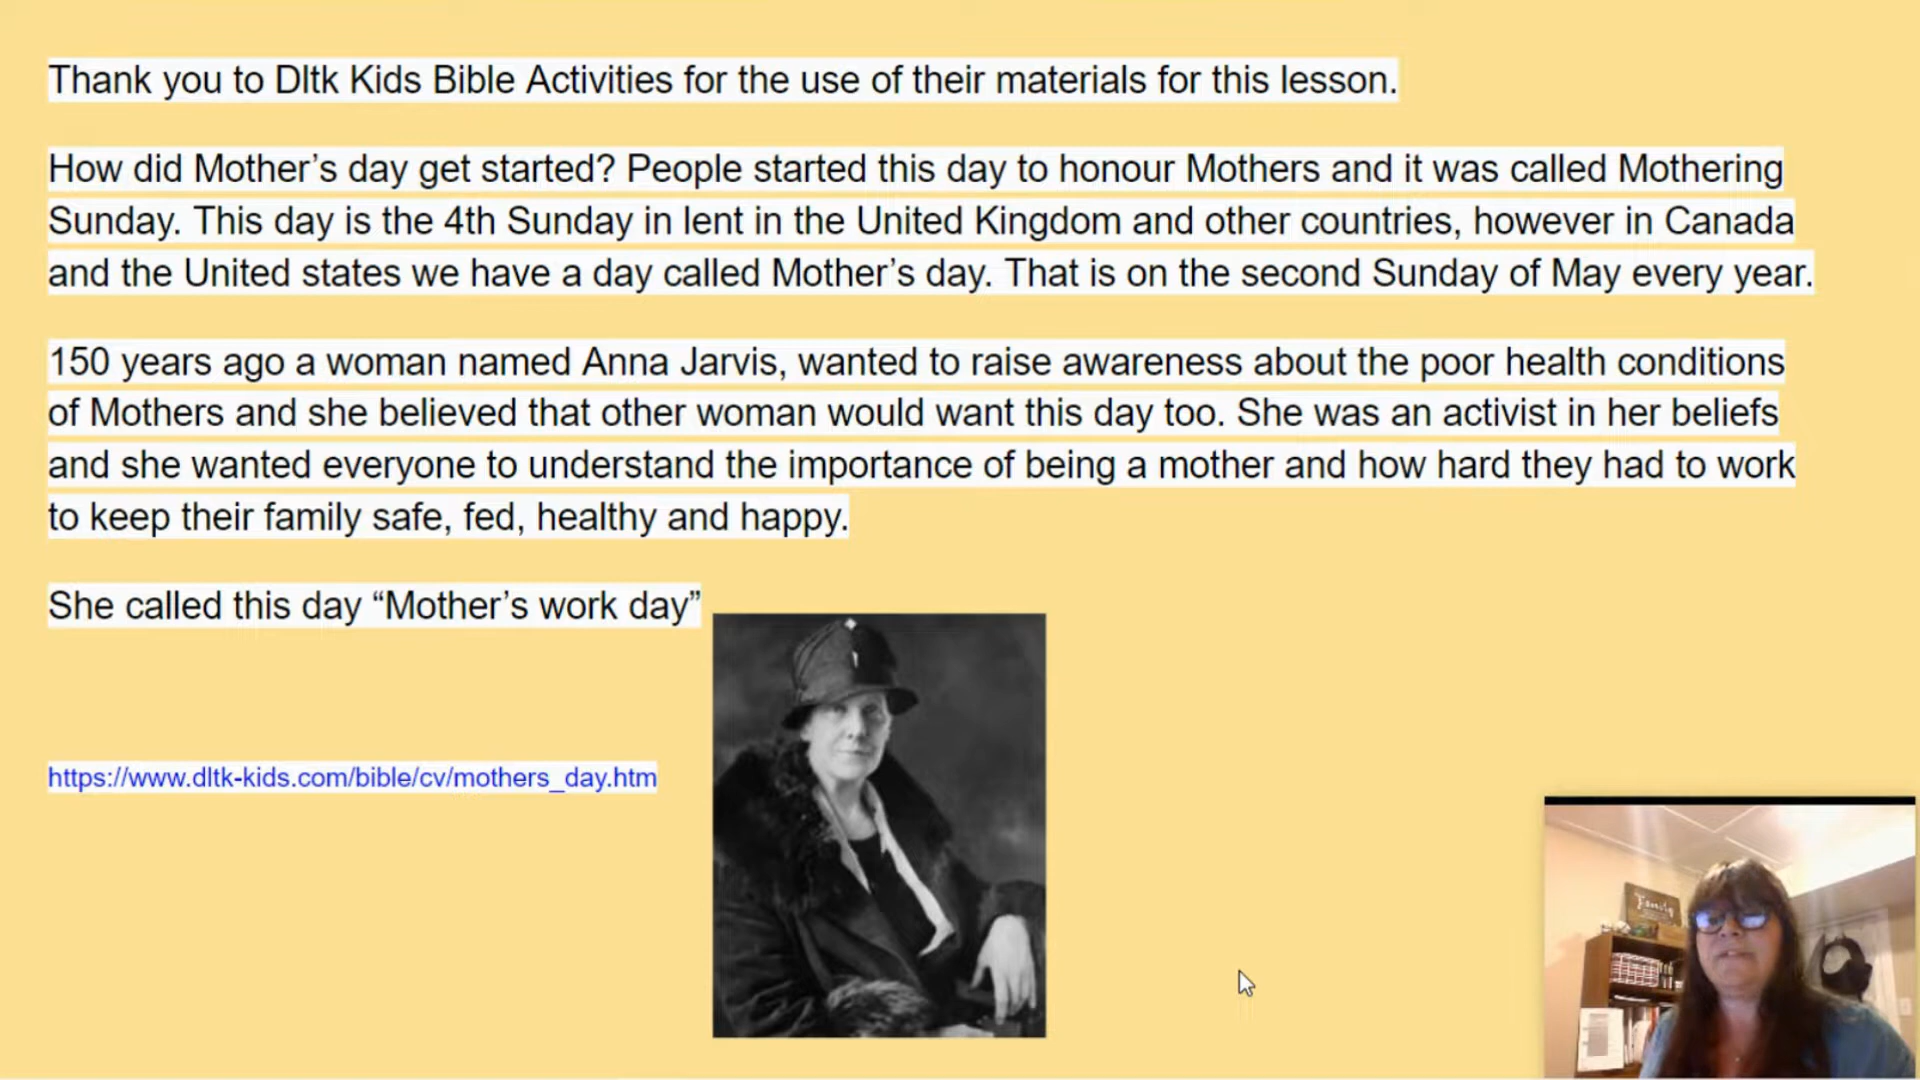 Thank you to Dltk Kids Bible Activities for the use of their materials for this lesson.
How did Mother’s day get started? People started this day to honour Mothers and it was called Mothering
Sunday. This day is the 4th Sunday in lent in the United Kingdom and other countries, however in Canada
and the United states we have a day called Mother’s day. That is on the second Sunday of May every year.
150 years ago a woman named Anna Jarvis, wanted to raise awareness about the poor health conditions
of Mothers and she believed that other woman would want this day too. She was an activist in her beliefs
and she wanted everyone to understand the importance of being a mother and how hard they had to work
to keep their family safe, fed, healthy and happy.
She called this day “Mother’s work day”
https://www.dltk-kids.com/bible/cv/mothers_day.htm
Family